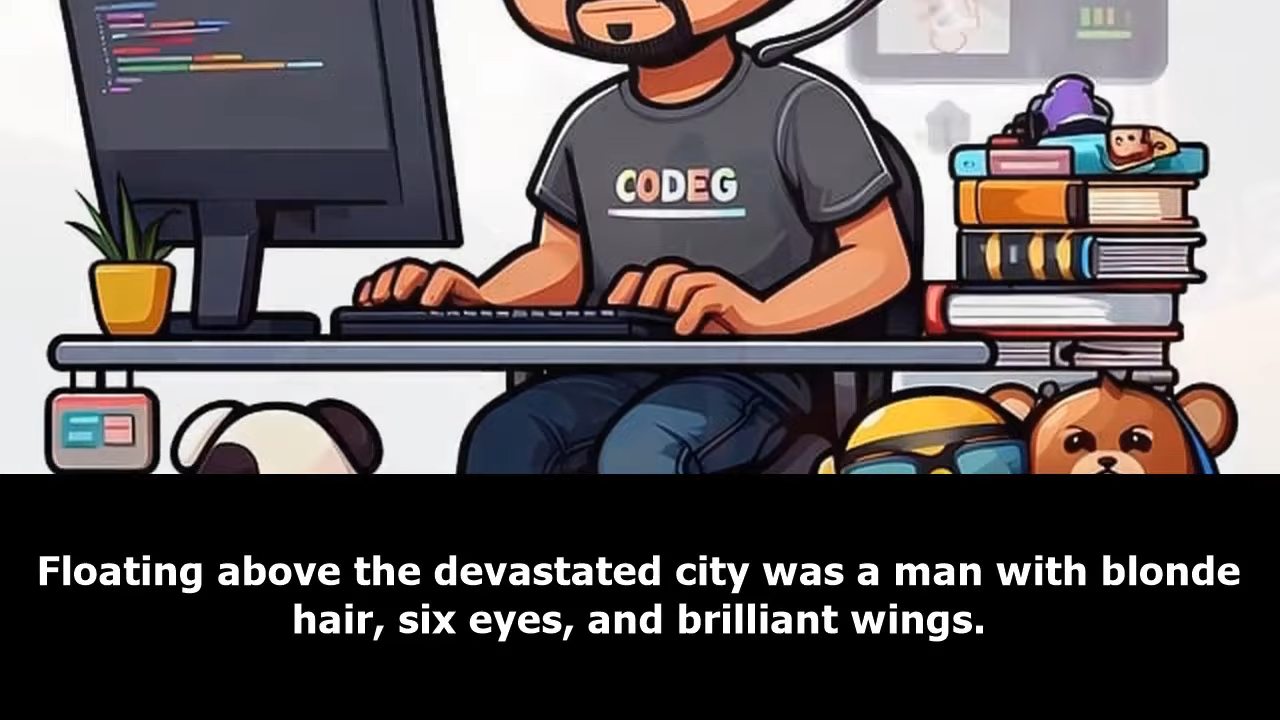 CODEG
Floating above the devastated city was a man with blonde
hair, six eyes, and brilliant wings.